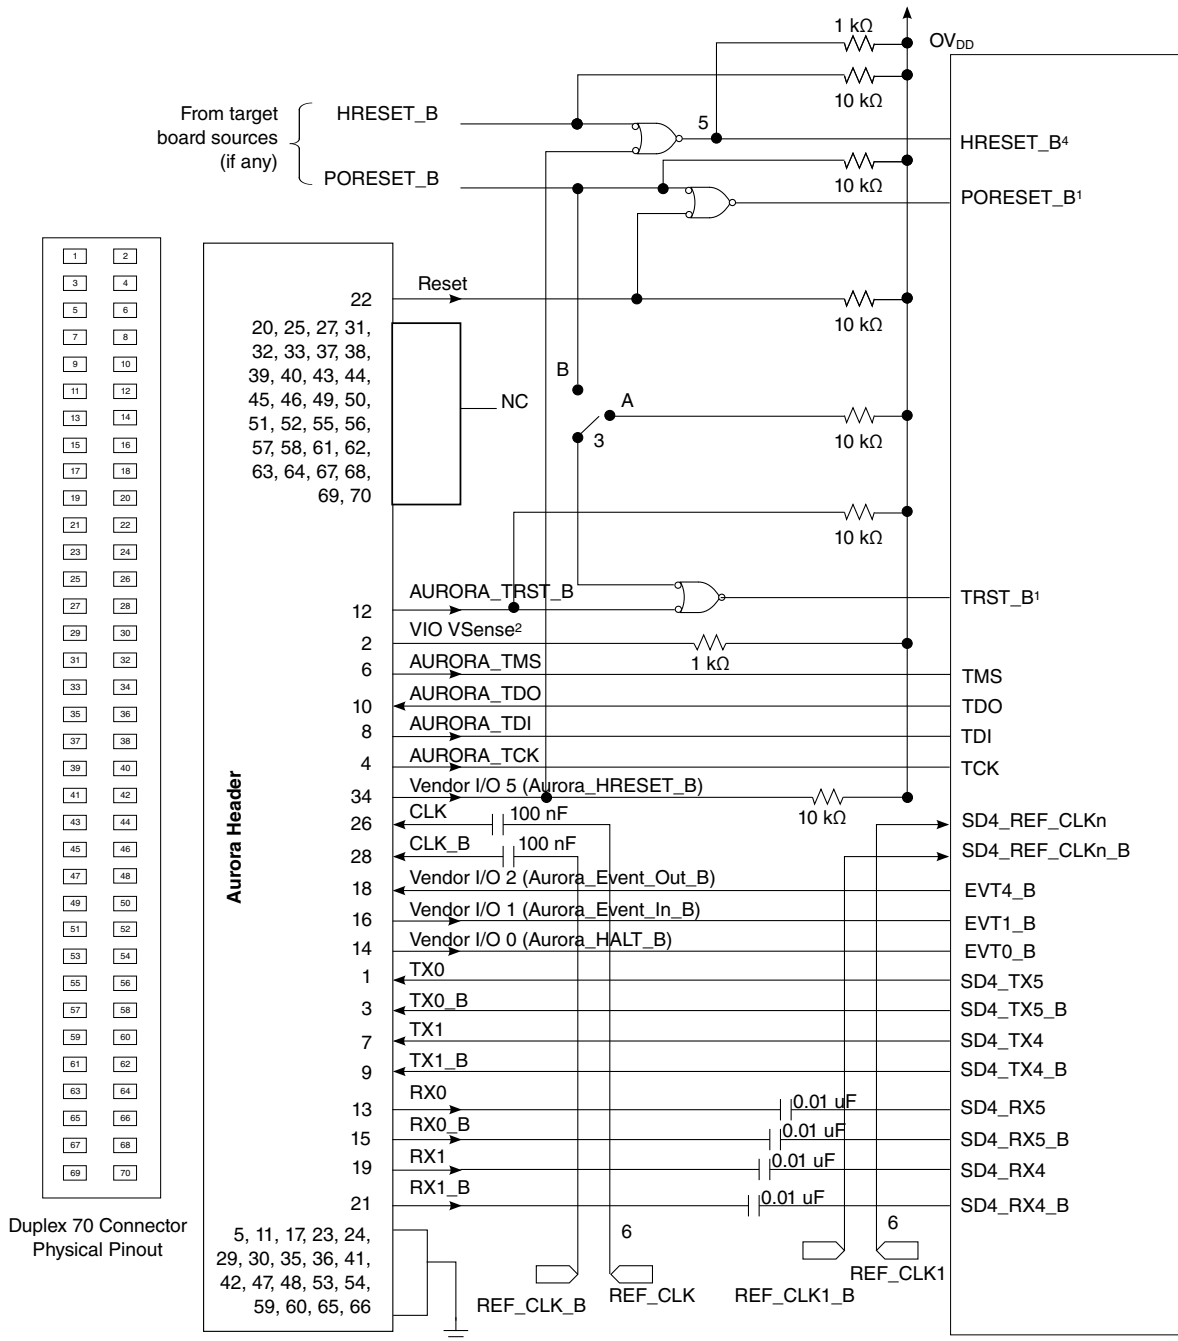 1 kΩ
OV_DD
10 kΩ
From target
board sources
(if any)
HRESET_B
5
HRESET_B⁴
10 kΩ
PORESET_B
PORESET_B¹
1 2
3 4
5 6
7 8
9 10
11 12
13 14
15 16
17 18
19 20
21 22
23 24
25 26
27 28
29 30
31 32
33 34
35 36
37 38
39 40
41 42
43 44
45 46
47 48
49 50
51 52
53 54
55 56
57 58
59 60
61 62
63 64
65 66
67 68
69 70
Duplex 70 Connector
Physical Pinout
Aurora Header
22
Reset
10 kΩ
20, 25, 27, 31,
32, 33, 37, 38,
39, 40, 43, 44,
45, 46, 49, 50,
51, 52, 55, 56,
57, 58, 61, 62,
63, 64, 67, 68,
69, 70
NC
B
A
3
10 kΩ
10 kΩ
12
AURORA_TRST_B
TRST_B¹
2
VIO VSense²
1 kΩ
6
AURORA_TMS
TMS
10
AURORA_TDO
TDO
8
AURORA_TDI
TDI
4
AURORA_TCK
TCK
34
Vendor I/O 5 (Aurora_HRESET_B)
10 kΩ
26
CLK
100 nF
SD4_REF_CLKn
28
CLK_B
100 nF
SD4_REF_CLKn_B
18
Vendor I/O 2 (Aurora_Event_Out_B)
EVT4_B
16
Vendor I/O 1 (Aurora_Event_In_B)
EVT1_B
14
Vendor I/O 0 (Aurora_HALT_B)
EVT0_B
1
TX0
SD4_TX5
3
TX0_B
SD4_TX5_B
7
TX1
SD4_TX4
9
TX1_B
SD4_TX4_B
13
RX0
0.01 uF
SD4_RX5
15
RX0_B
0.01 uF
SD4_RX5_B
19
RX1
0.01 uF
SD4_RX4
21
RX1_B
0.01 uF
SD4_RX4_B
5, 11, 17, 23, 24,
29, 30, 35, 36, 41,
42, 47, 48, 53, 54,
59, 60, 65, 66
6
REF_CLK_B
REF_CLK
6
REF_CLK1_B
REF_CLK1